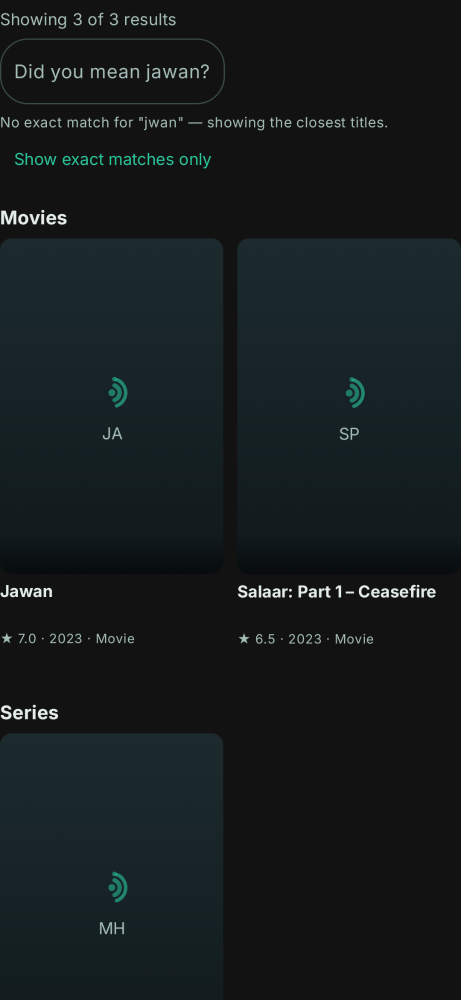 Showing 3 of 3 results
Did you mean jawan?
No exact match for "jwan" — showing the closest titles.
Show exact matches only
Movies
JA
SP
Jawan
Salaar: Part 1 – Ceasefire
★ 7.0 · 2023 · Movie
★ 6.5 · 2023 · Movie
Series
MH